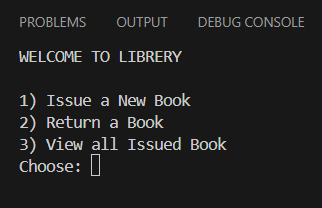 PROBLEMS OUTPUT DEBUG CONSOLE
WELCOME TO LIBRERY
1) Issue a New Book
2) Return a Book
3) View all Issued Book
Choose: